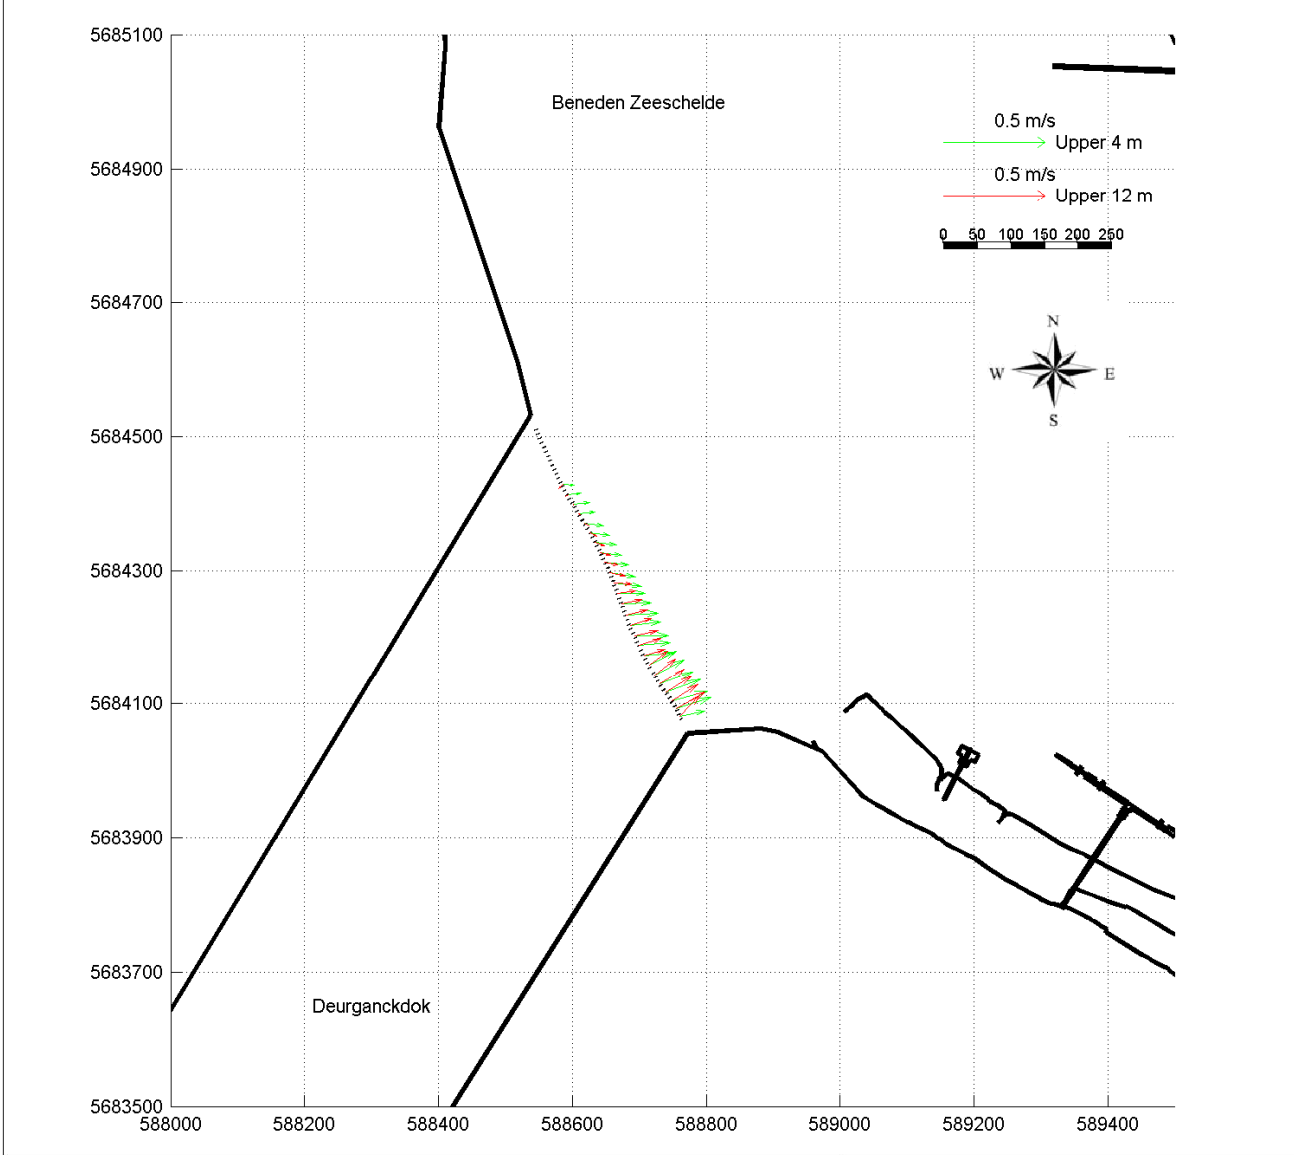 5685100
Beneden Zeeschelde
0.5 m/s
Upper 4 m
5684900
0.5 m/s
Upper 12 m
0 50 100 150 200 250
5684700
N
W E
S
5684500
5684300
5684100
5683900
5683700
Deurganckdok
5683500
588000 588200 588400 588600 588800 589000 589200 589400